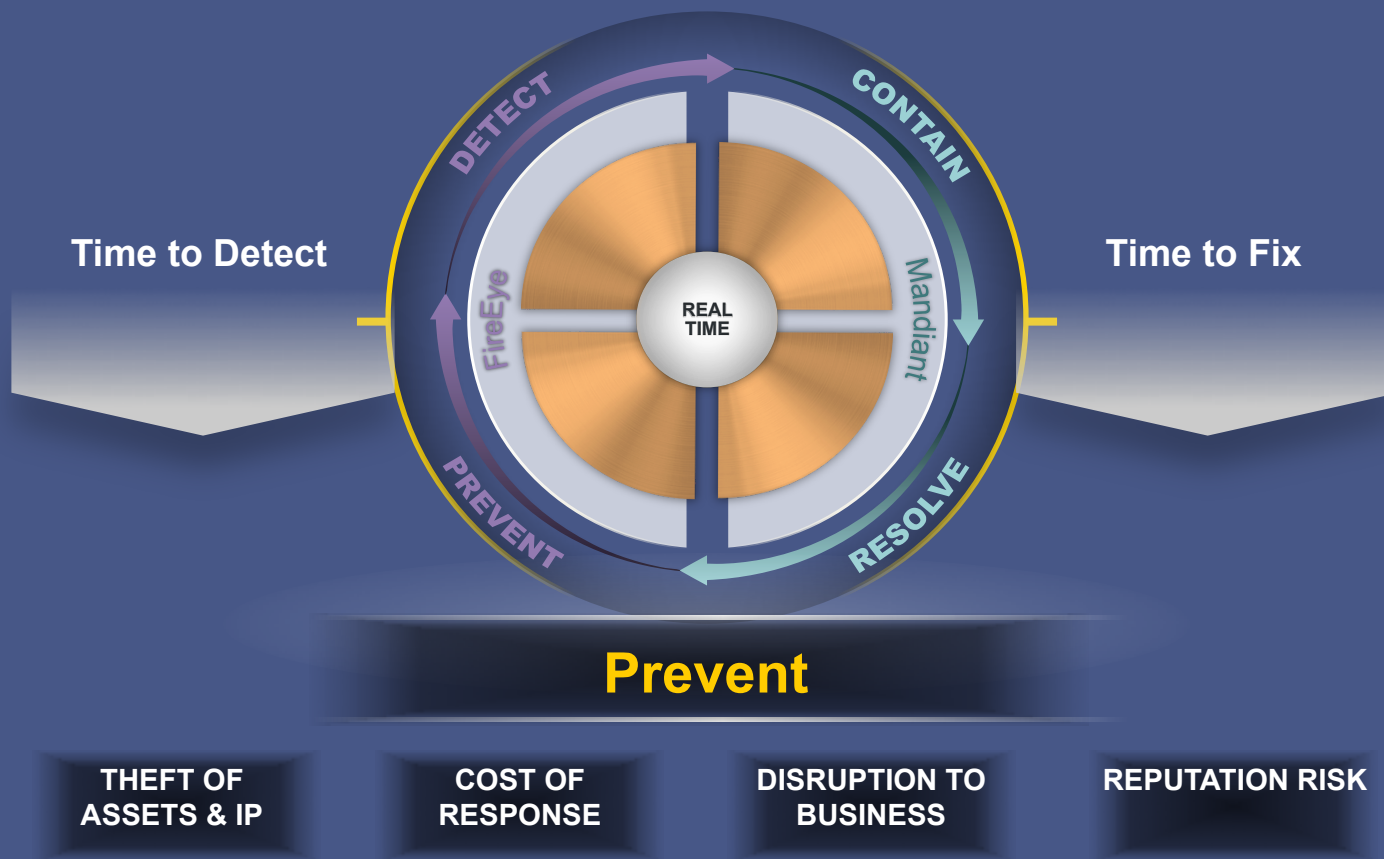 DETECT
CONTAIN
Time to Detect
Time to Fix
FireEye
REAL
TIME
Mandiant
PREVENT
RESOLVE
Prevent
THEFT OF
ASSETS & IP
COST OF
RESPONSE
DISRUPTION TO
BUSINESS
REPUTATION RISK